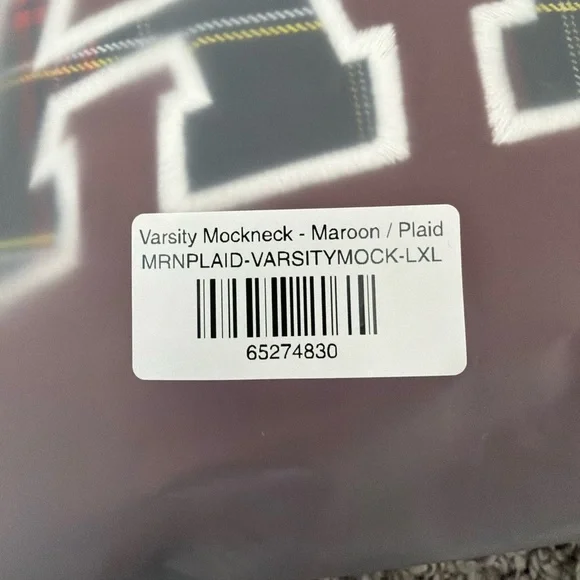 Varsity Mockneck - Maroon / Plaid
MRNPLAID-VARSITYMOCK-LXL
65274830